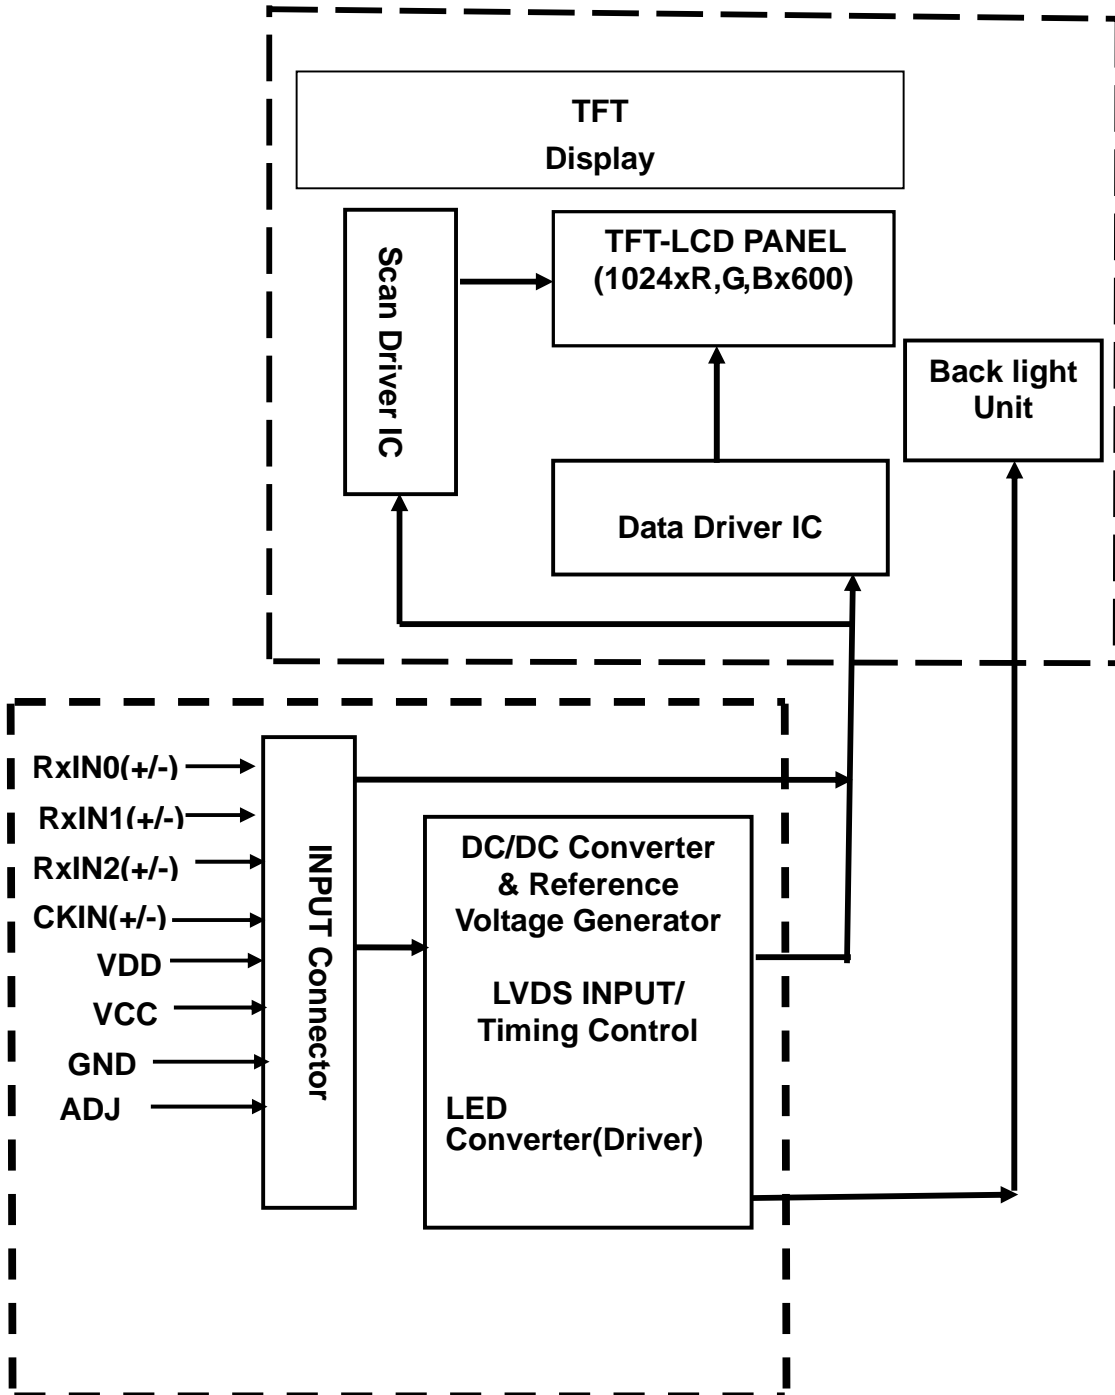 TFT
Display
TFT-LCD PANEL
(1024xR,G,Bx600)
Scan Driver IC
Back light
Unit
Data Driver IC
RxIN0(+/-)
RxIN1(+/-)
RxIN2(+/-)
CKIN(+/-)
VDD
VCC
GND
ADJ
INPUT Connector
DC/DC Converter
& Reference
Voltage Generator
LVDS INPUT/
Timing Control
LED
Converter(Driver)